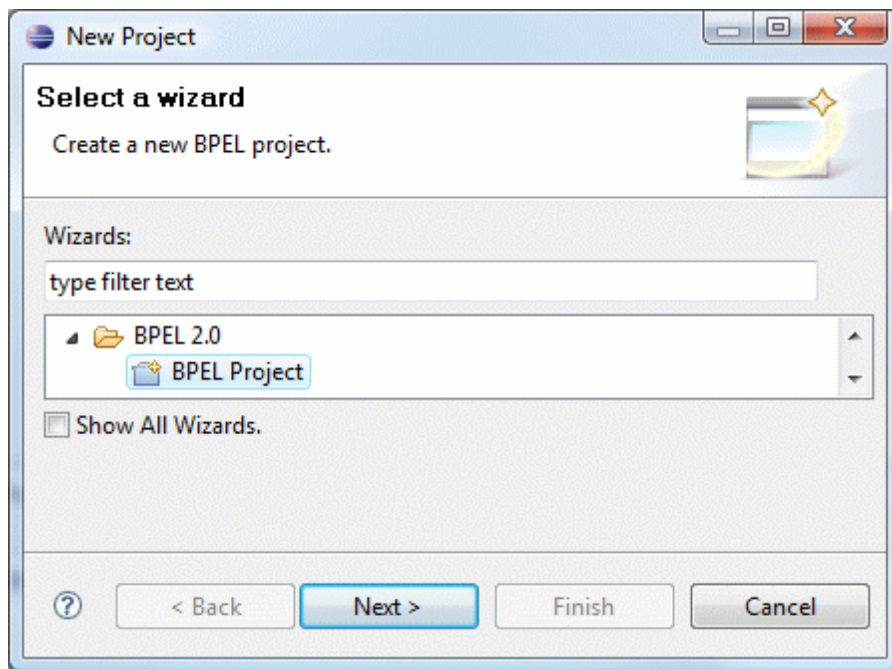 New Project
Select a wizard
Create a new BPEL project.
Wizards:
type filter text
BPEL 2.0
BPEL Project
Show All Wizards.
? < Back Next > Finish Cancel